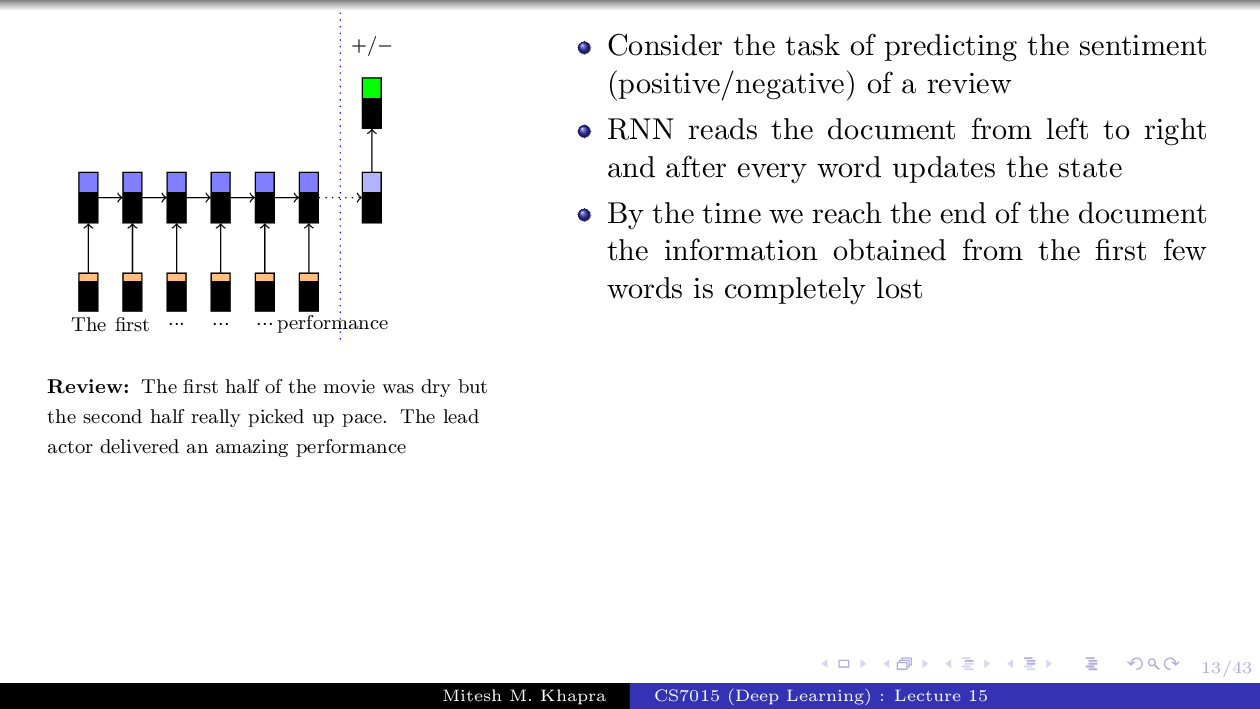 +/−
The first ... ... ... performance
Review: The first half of the movie was dry but
the second half really picked up pace. The lead
actor delivered an amazing performance
Consider the task of predicting the sentiment
(positive/negative) of a review
RNN reads the document from left to right
and after every word updates the state
By the time we reach the end of the document
the information obtained from the first few
words is completely lost
13/43
Mitesh M. Khapra
CS7015 (Deep Learning) : Lecture 15